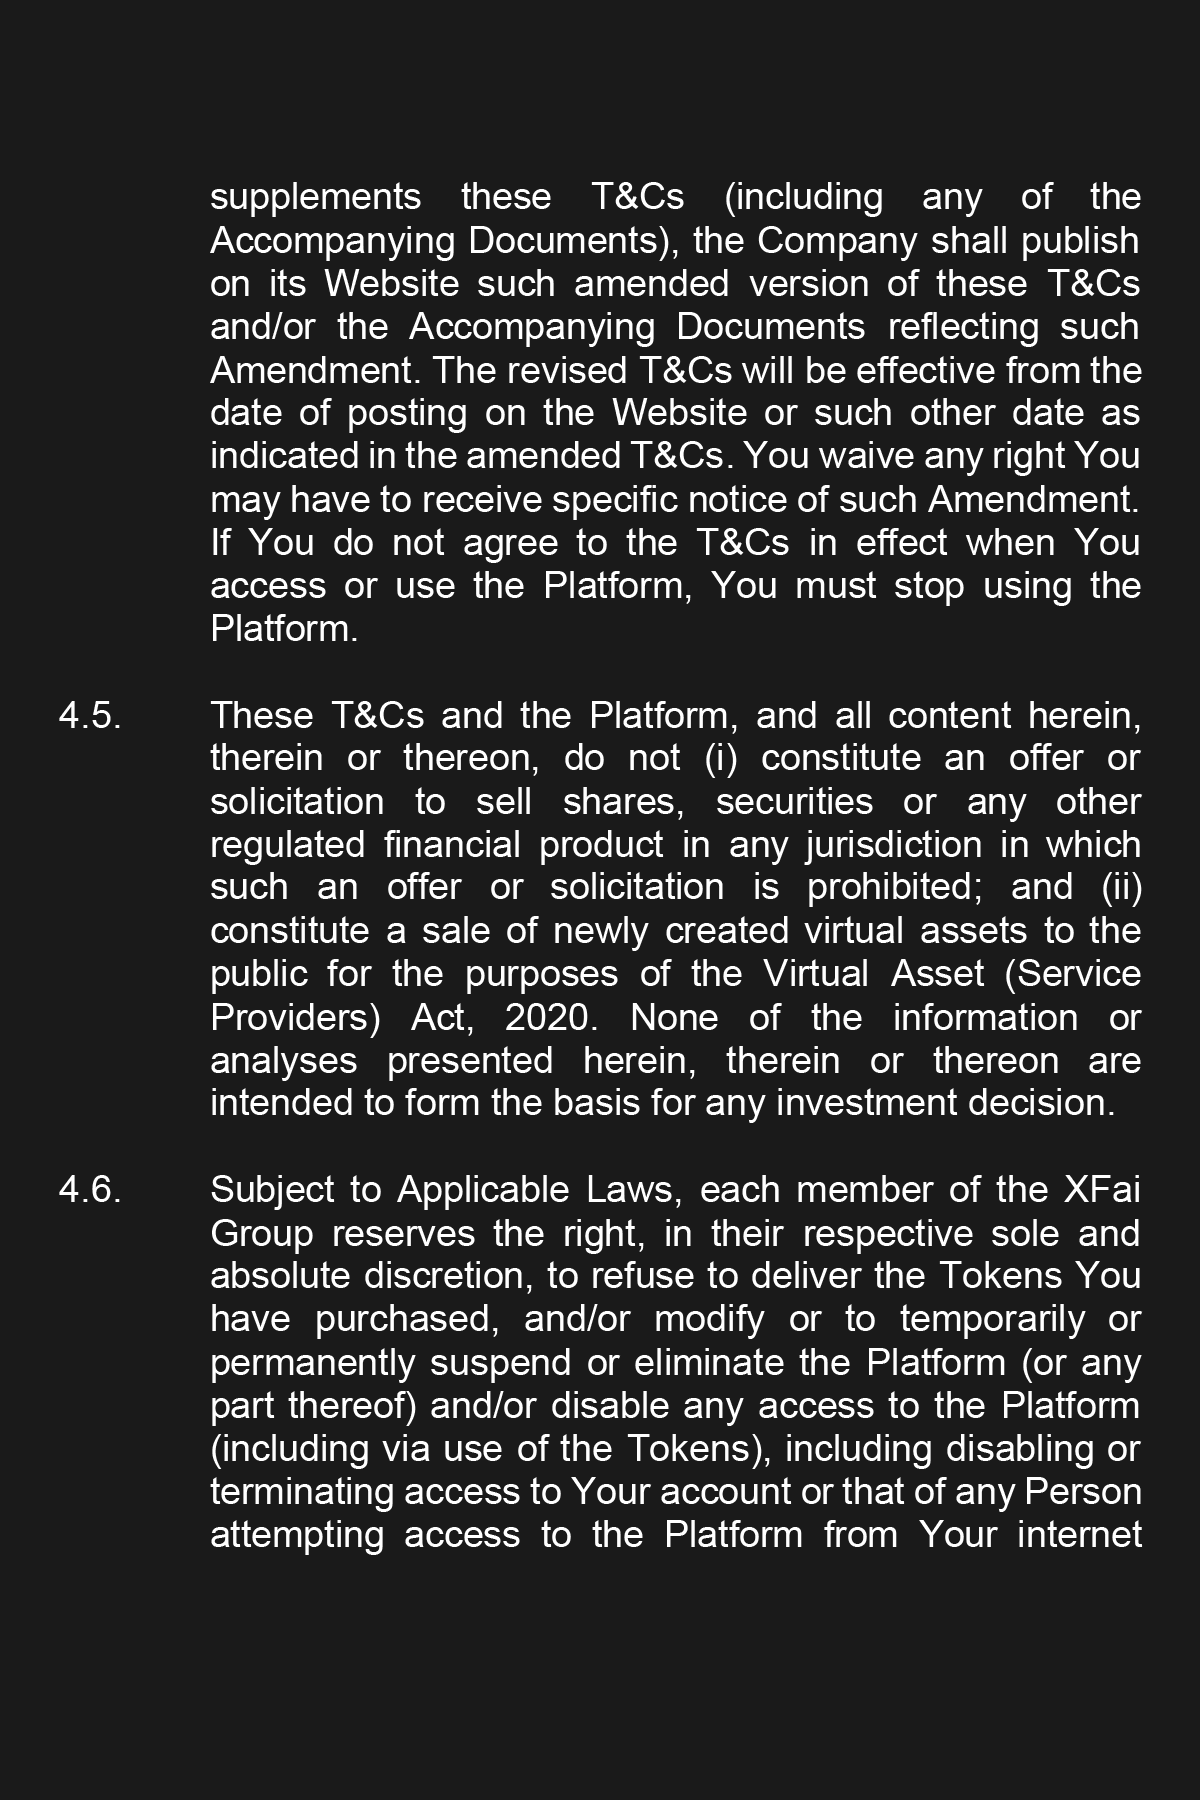 supplements these T&Cs (including any of the
Accompanying Documents), the Company shall publish
on its Website such amended version of these T&Cs
and/or the Accompanying Documents reflecting such
Amendment. The revised T&Cs will be effective from the
date of posting on the Website or such other date as
indicated in the amended T&Cs. You waive any right You
may have to receive specific notice of such Amendment.
If You do not agree to the T&Cs in effect when You
access or use the Platform, You must stop using the
Platform.
4.5. These T&Cs and the Platform, and all content herein,
therein or thereon, do not (i) constitute an offer or
solicitation to sell shares, securities or any other
regulated financial product in any jurisdiction in which
such an offer or solicitation is prohibited; and (ii)
constitute a sale of newly created virtual assets to the
public for the purposes of the Virtual Asset (Service
Providers) Act, 2020. None of the information or
analyses presented herein, therein or thereon are
intended to form the basis for any investment decision.
4.6. Subject to Applicable Laws, each member of the XFai
Group reserves the right, in their respective sole and
absolute discretion, to refuse to deliver the Tokens You
have purchased, and/or modify or to temporarily or
permanently suspend or eliminate the Platform (or any
part thereof) and/or disable any access to the Platform
(including via use of the Tokens), including disabling or
terminating access to Your account or that of any Person
attempting access to the Platform from Your internet